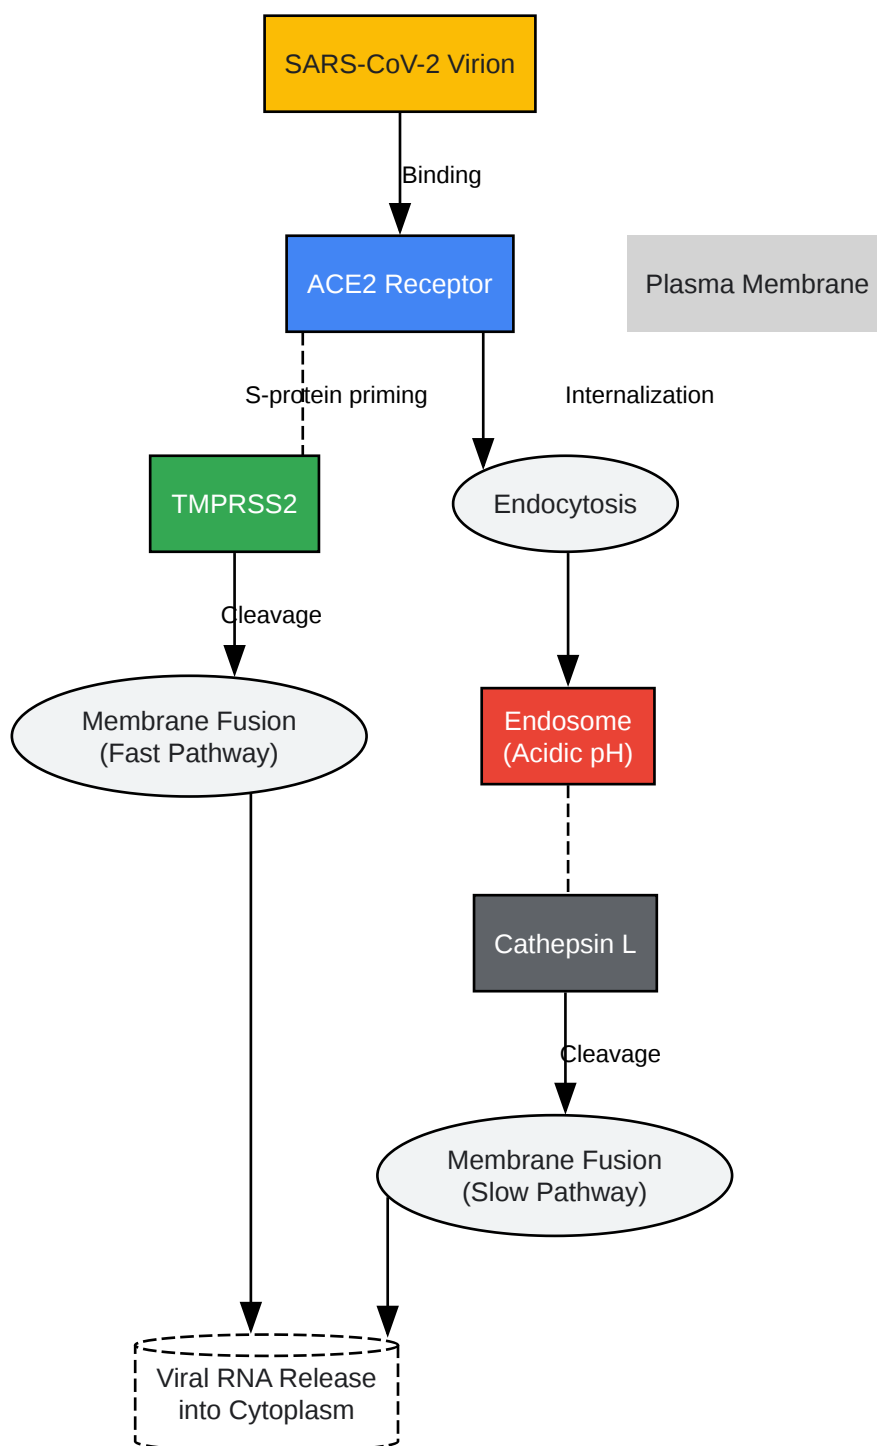 SARS-CoV-2 Virion
Binding
ACE2 Receptor
Plasma Membrane
S-protein priming
Internalization
TMPRSS2
Endocytosis
Cleavage
Membrane Fusion
(Fast Pathway)
Endosome
(Acidic pH)
Cathepsin L
Cleavage
Membrane Fusion
(Slow Pathway)
Viral RNA Release
into Cytoplasm